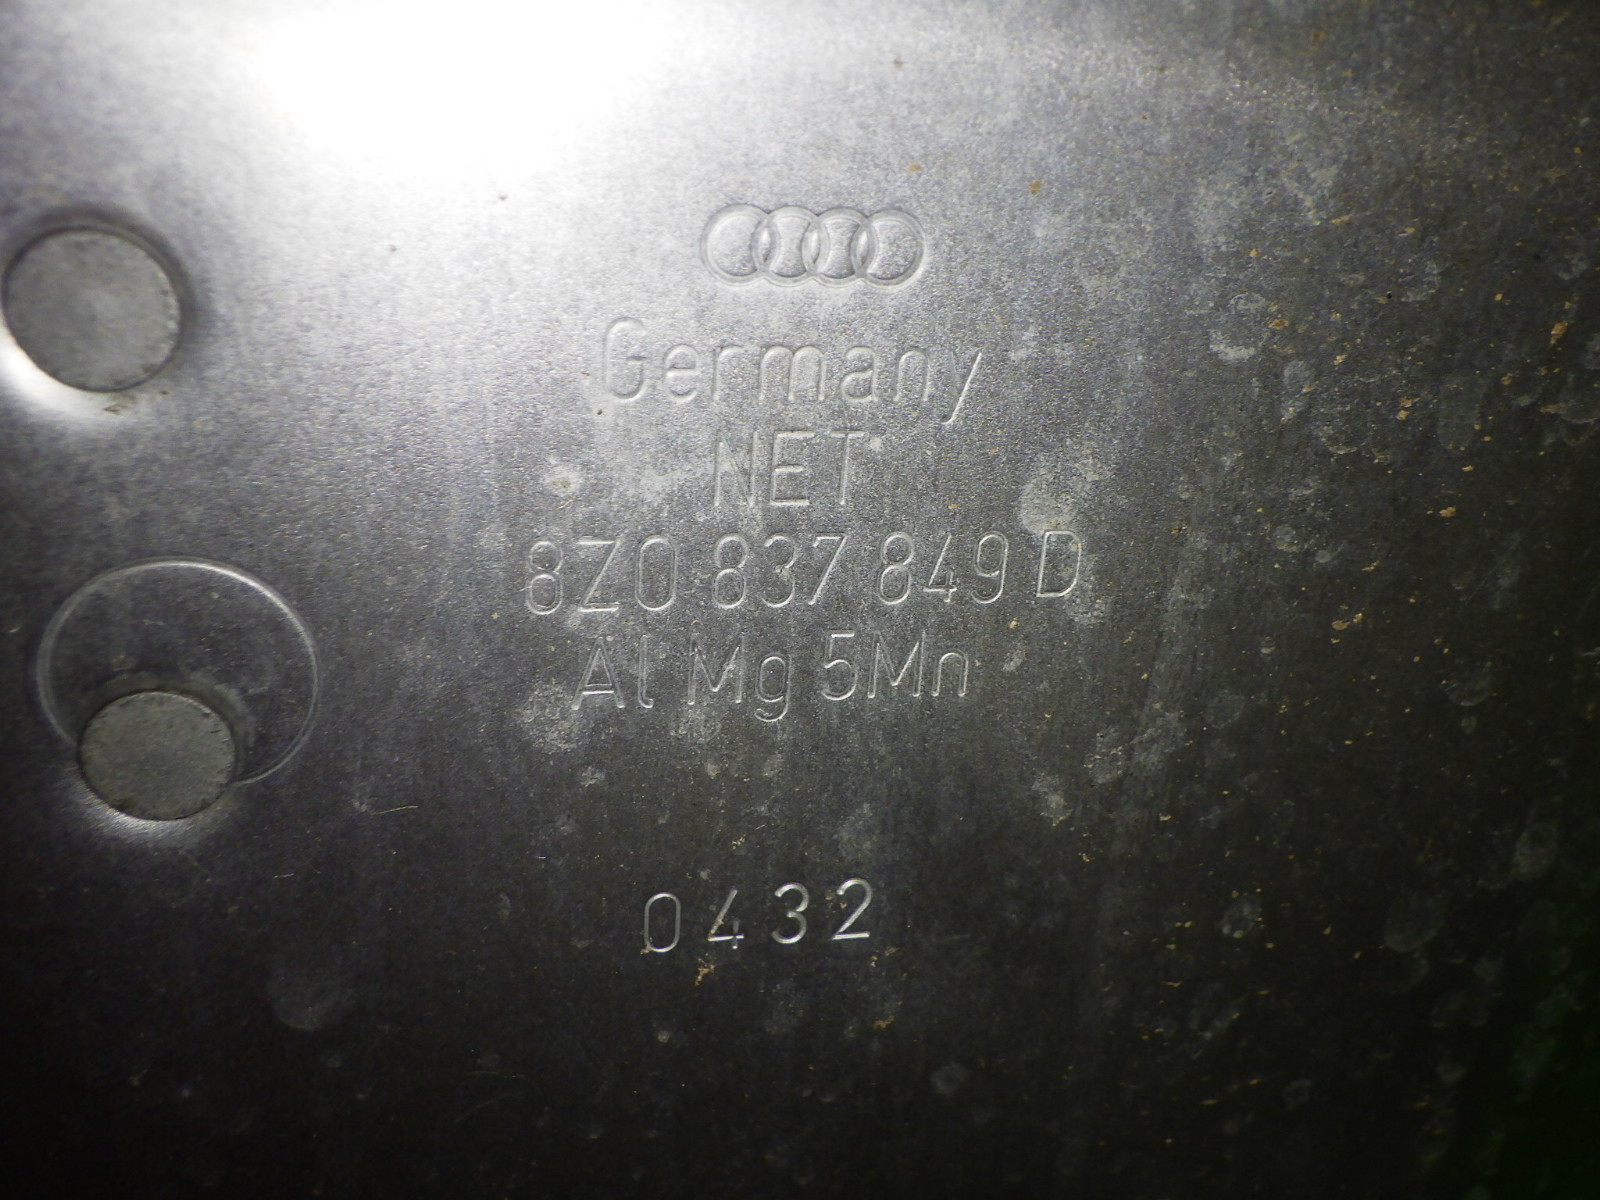 Germany
NET
8Z0 837 849 D
Al Mg 5Mn
0432